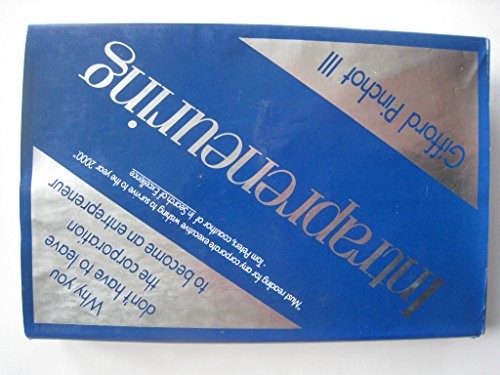 Why you
don't have to leave
the corporation
to become an entrepreneur
"Must reading for any corporate executive wishing to survive to the year 2000."
-Tom Peters, coauthor of In Search of Excellence
Intrapreneuring
Gifford Pinchot III